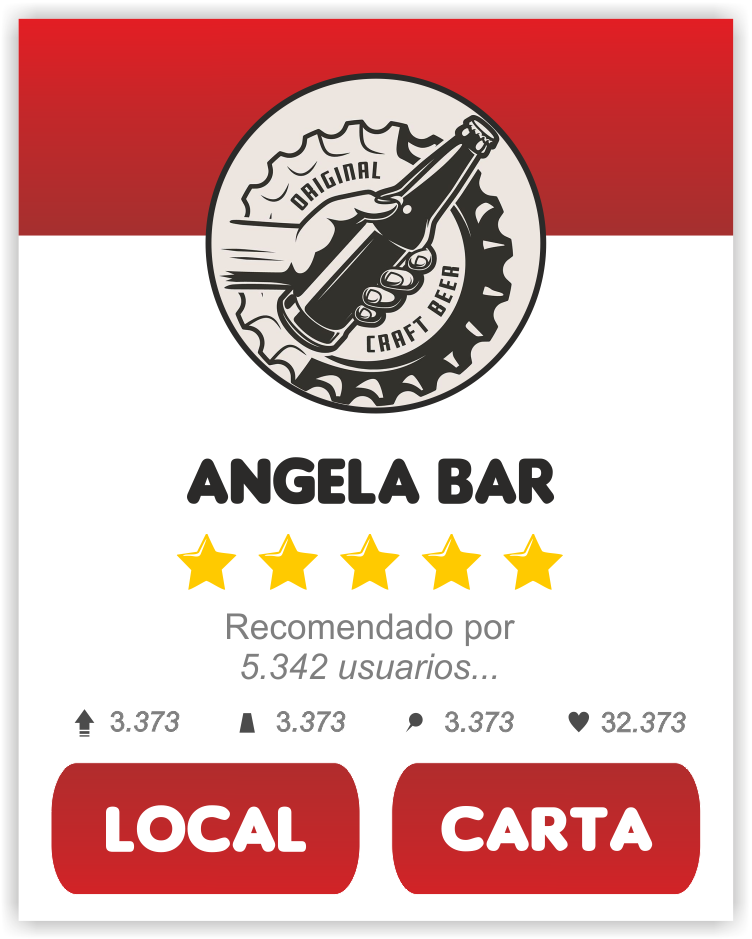 ORIGINAL
CRAFT BEER
ANGELA BAR
Recomendado por
5.342 usuarios...
3.373 3.373 3.373 32.373
LOCAL CARTA